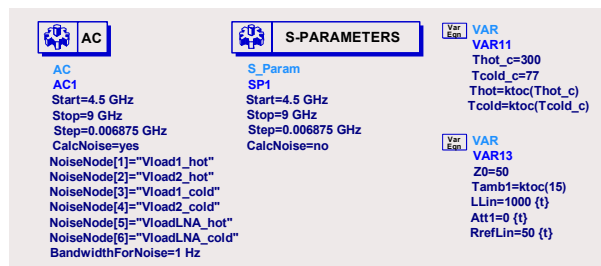 AC
AC
AC1
Start=4.5 GHz
Stop=9 GHz
Step=0.006875 GHz
CalcNoise=yes
NoiseNode[1]="Vload1_hot"
NoiseNode[2]="Vload2_hot"
NoiseNode[3]="Vload1_cold"
NoiseNode[4]="Vload2_cold"
NoiseNode[5]="VloadLNA_hot"
NoiseNode[6]="VloadLNA_cold"
BandwidthForNoise=1 Hz
S-PARAMETERS
S_Param
SP1
Start=4.5 GHz
Stop=9 GHz
Step=0.006875 GHz
CalcNoise=no
Var
Eqn
VAR
VAR11
Thot_c=300
Tcold_c=77
Thot=ktoc(Thot_c)
Tcold=ktoc(Tcold_c)
Var
Eqn
VAR
VAR13
Z0=50
Tamb1=ktoc(15)
LLin=1000 {t}
Att1=0 {t}
RrefLin=50 {t}